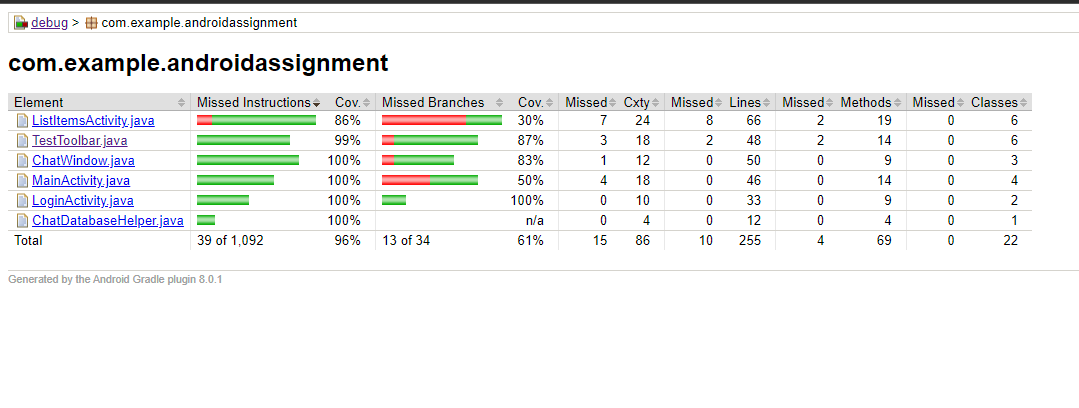 debug > com.example.androidassignment
com.example.androidassignment
Element Missed Instructions Cov. Missed Branches Cov. Missed Cxty Missed Lines Missed Methods Missed Classes
ListItemsActivity.java 86% 30% 7 24 8 66 2 19 0 6
TestToolbar.java 99% 87% 3 18 2 48 2 14 0 6
ChatWindow.java 100% 83% 1 12 0 50 0 9 0 3
MainActivity.java 100% 50% 4 18 0 46 0 14 0 4
LoginActivity.java 100% 100% 0 10 0 33 0 9 0 2
ChatDatabaseHelper.java 100% n/a 0 4 0 12 0 4 0 1
Total 39 of 1,092 96% 13 of 34 61% 15 86 10 255 4 69 0 22
Generated by the Android Gradle plugin 8.0.1